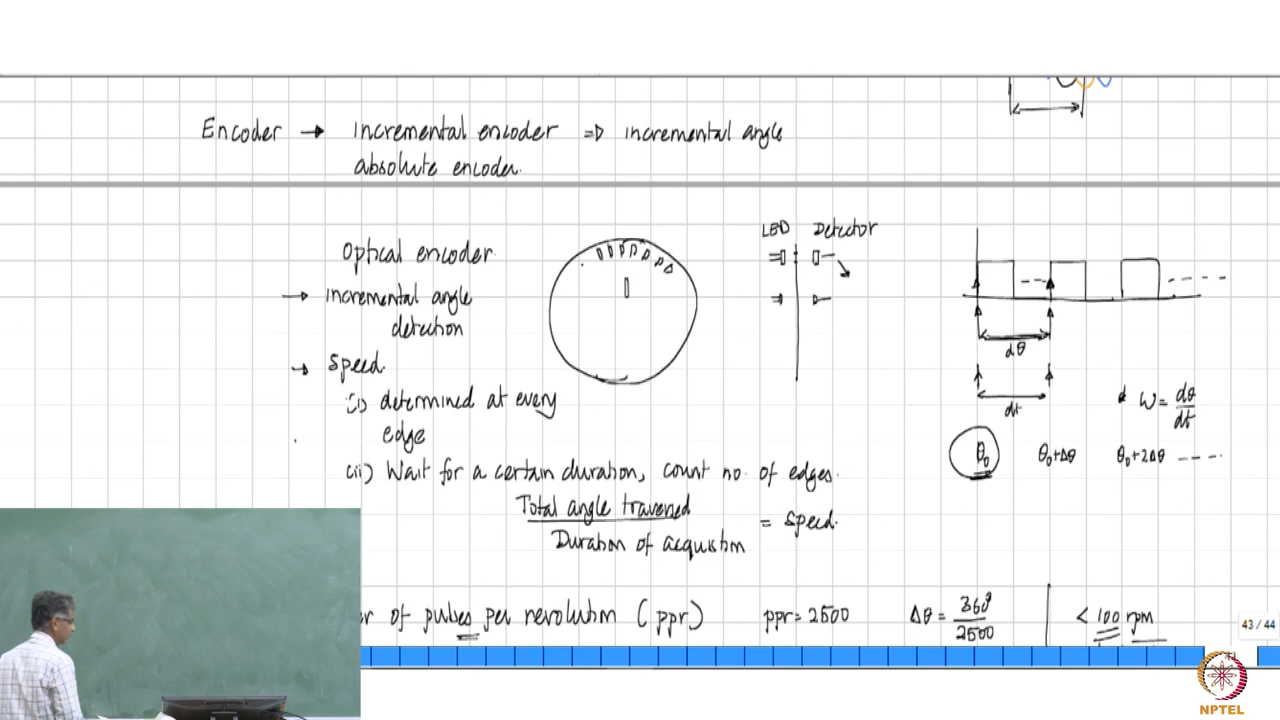 Encoder → incremental encoder ⇒ incremental angle
absolute encoder.
Optical encoder.
→ incremental angle
detection
→ Speed.
(i) determined at every
edge
(ii) Wait for a certain duration, count no. of edges.
Total angle traversed
Duration of acquisition
= Speed.
LED Detector
dθ
dt
ω = dθ/dt
θ₀ θ₀+Δθ θ₀+2Δθ ----
er of pulses per revolution (ppr) ppr = 2500 Δθ = 360°/2500 < 100 rpm
43 / 44
NPTEL